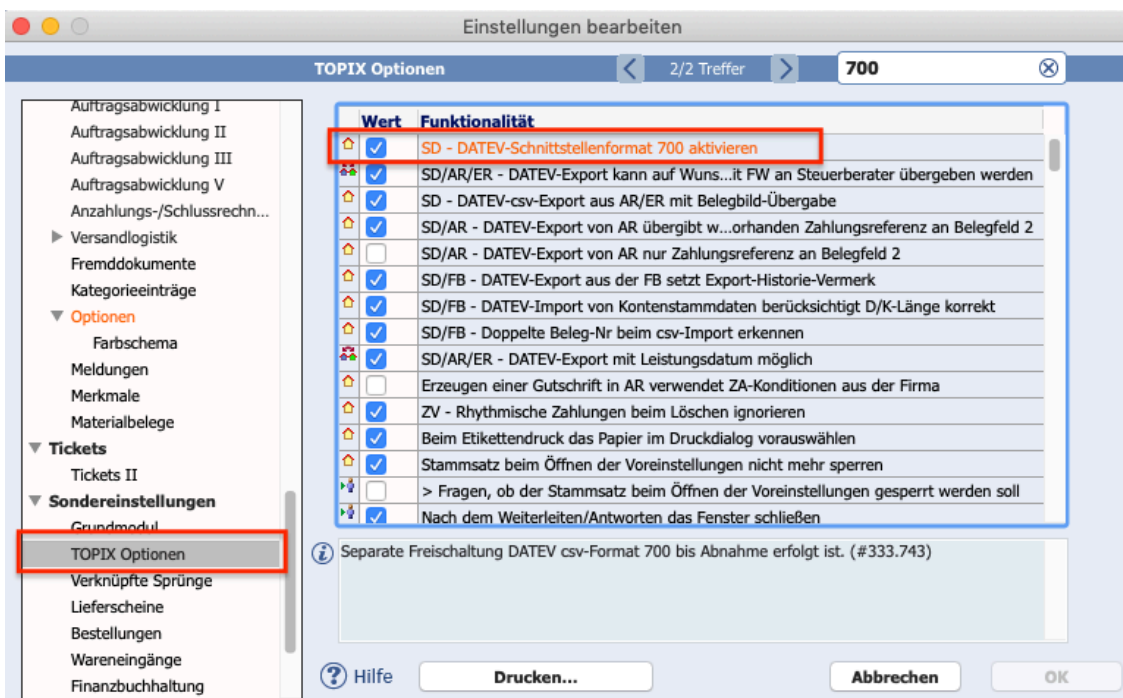 Einstellungen bearbeiten
TOPIX Optionen
2/2 Treffer
700
Auftragsabwicklung I
Auftragsabwicklung II
Auftragsabwicklung III
Auftragsabwicklung V
Anzahlungs-/Schlussrechn...
Versandlogistik
Fremddokumente
Kategorieeinträge
Optionen
Farbschema
Meldungen
Merkmale
Materialbelege
Tickets
Tickets II
Sondereinstellungen
Grundmodul
TOPIX Optionen
Verknüpfte Sprünge
Lieferscheine
Bestellungen
Wareneingänge
Finanzbuchhaltung
Wert Funktionalität
SD - DATEV-Schnittstellenformat 700 aktivieren
SD/AR/ER - DATEV-Export kann auf Wuns...it FW an Steuerberater übergeben werden
SD - DATEV-csv-Export aus AR/ER mit Belegbild-Übergabe
SD/AR - DATEV-Export von AR übergibt w...orhanden Zahlungsreferenz an Belegfeld 2
SD/AR - DATEV-Export von AR nur Zahlungsreferenz an Belegfeld 2
SD/FB - DATEV-Export aus der FB setzt Export-Historie-Vermerk
SD/FB - DATEV-Import von Kontenstammdaten berücksichtigt D/K-Länge korrekt
SD/FB - Doppelte Beleg-Nr beim csv-Import erkennen
SD/AR/ER - DATEV-Export mit Leistungsdatum möglich
Erzeugen einer Gutschrift in AR verwendet ZA-Konditionen aus der Firma
ZV - Rhythmische Zahlungen beim Löschen ignorieren
Beim Etikettendruck das Papier im Druckdialog vorauswählen
Stammsatz beim Öffnen der Voreinstellungen nicht mehr sperren
> Fragen, ob der Stammsatz beim Öffnen der Voreinstellungen gesperrt werden soll
Nach dem Weiterleiten/Antworten das Fenster schließen
Separate Freischaltung DATEV csv-Format 700 bis Abnahme erfolgt ist. (#333.743)
Hilfe
Drucken...
Abbrechen
OK